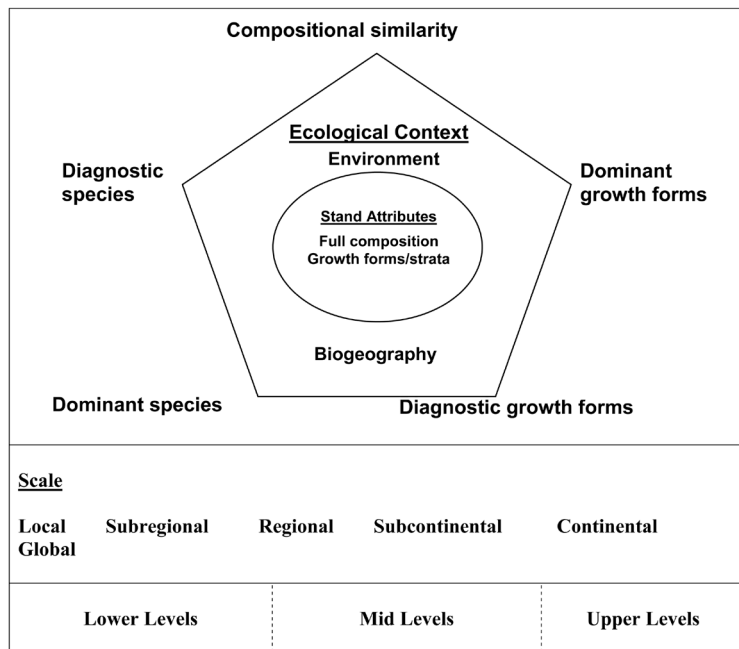 Compositional similarity
Ecological Context
Environment
Diagnostic
species
Dominant
growth forms
Stand Attributes
Full composition
Growth forms/strata
Biogeography
Dominant species
Diagnostic growth forms
Scale
Local Subregional Regional Subcontinental Continental
Global
Lower Levels Mid Levels Upper Levels